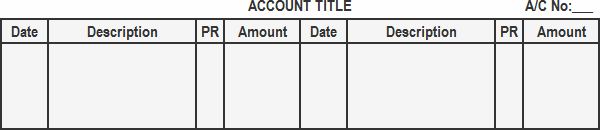 ACCOUNT TITLE A/C No:___
Date Description PR Amount Date Description PR Amount